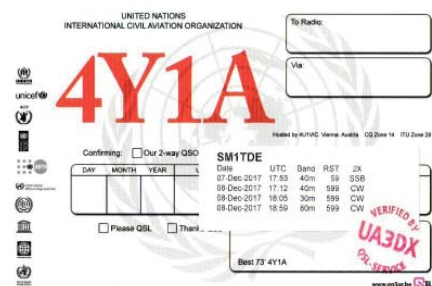 UNITED NATIONS
INTERNATIONAL CIVIL AVIATION ORGANIZATION
To Radio:
Via:
4Y1A
unicef
Hosted by 4U1VIC Vienna Austria CQ Zone 14 ITU Zone 28
Confirming: Our 2-way QSO
DAY MONTH YEAR U
SM1TDE
Date UTC Band RST 2X
07-Dec-2017 17.53 40m 59 SSB
08-Dec-2017 17.12 40m 599 CW
08-Dec-2017 18:05 30m 599 CW
08-Dec-2017 18:59 60m 599 CW
Please QSL Thank
Best 73' 4Y1A
VERIFIED by
UA3DX
QSL-SERVICE